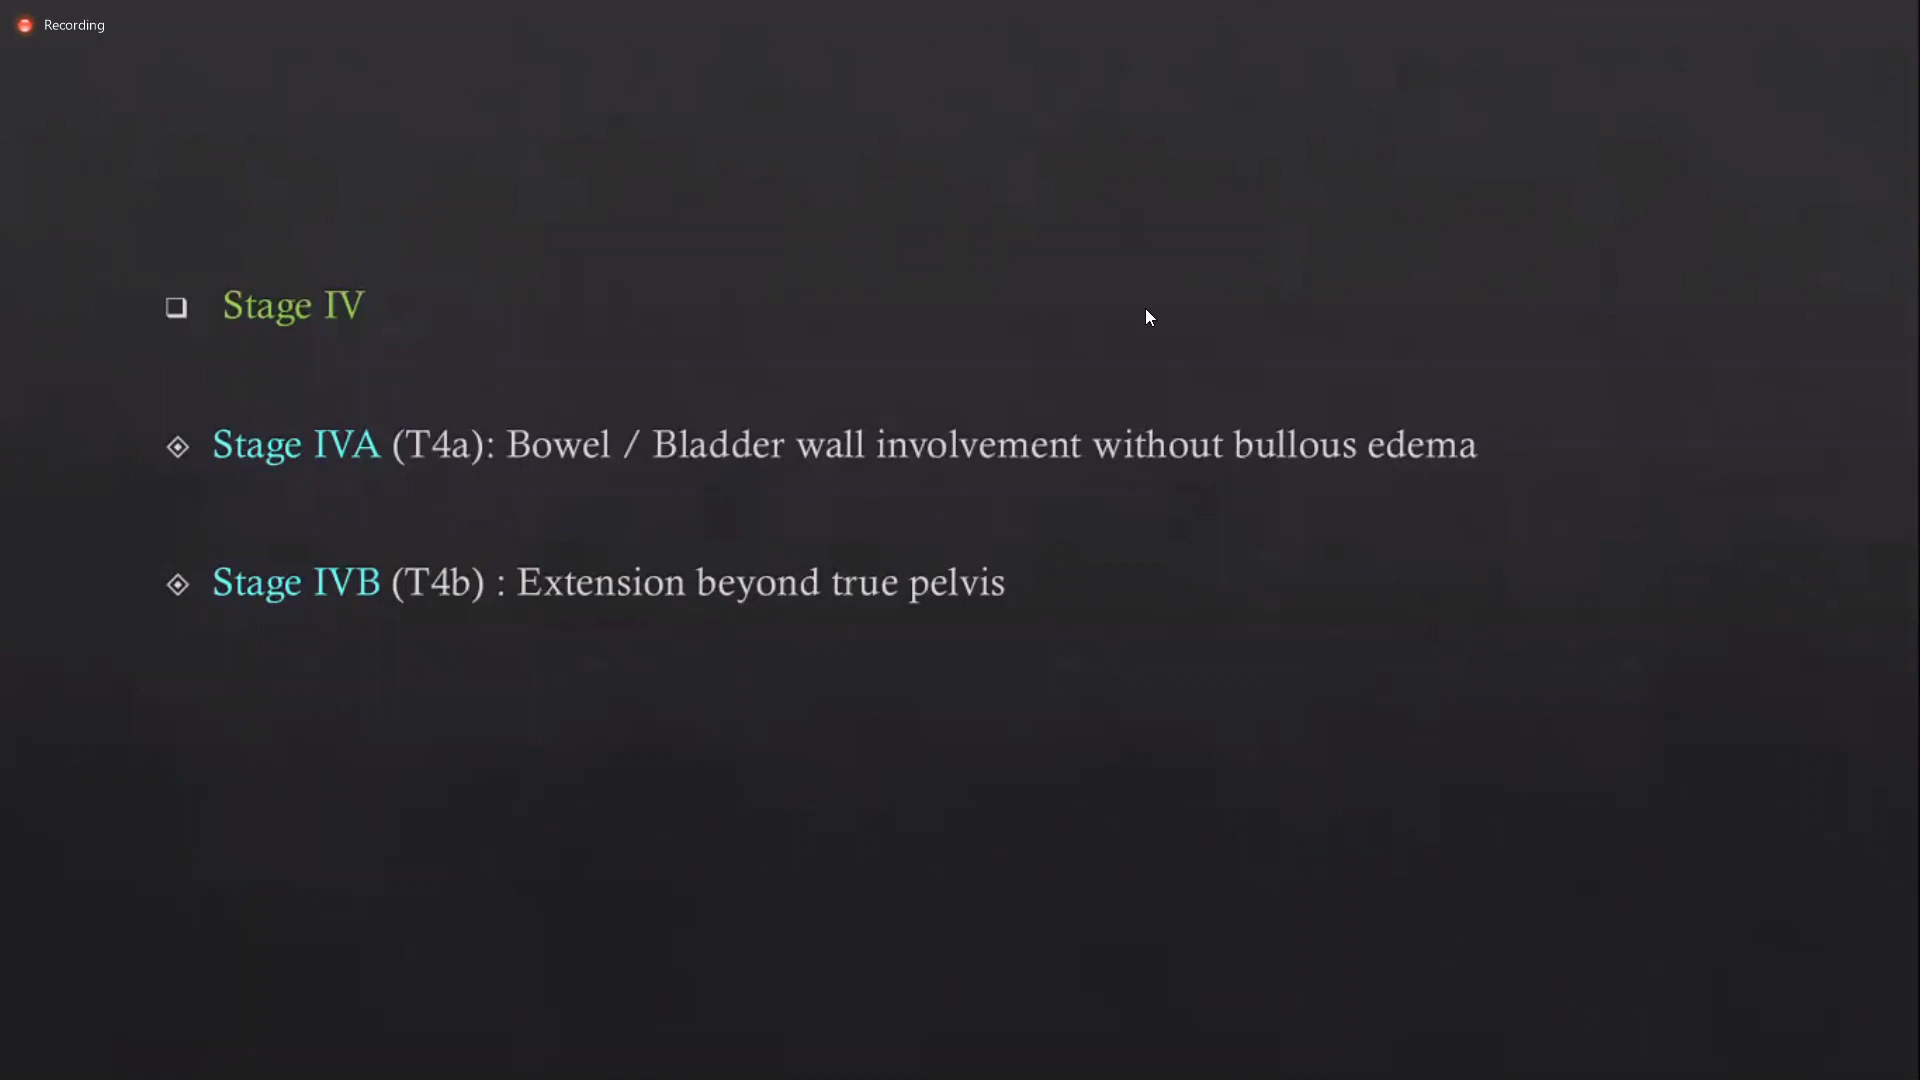 Recording
Stage IV
Stage IVA (T4a): Bowel / Bladder wall involvement without bullous edema
Stage IVB (T4b) : Extension beyond true pelvis